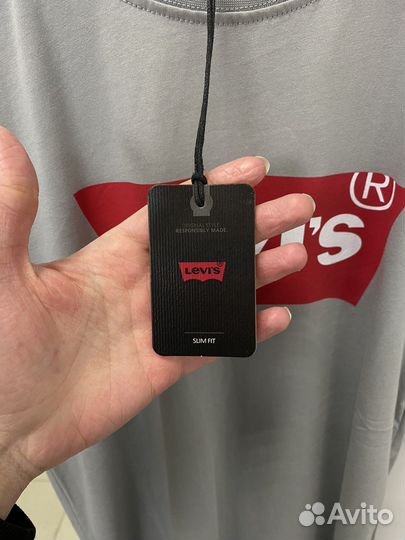 ORIGINAL STYLE
RESPONSIBLY MADE
LEVI'S®
SLIM FIT
VI'S®
Avito